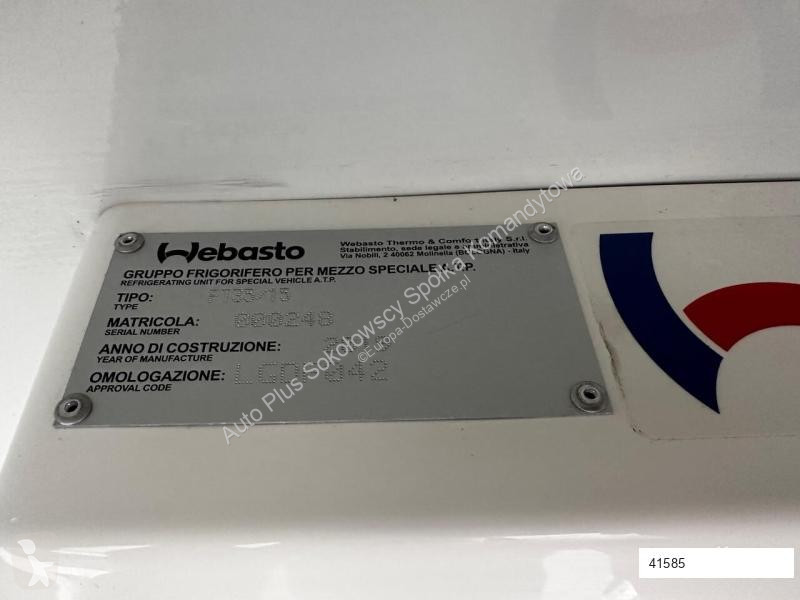 Webasto
Webasto Thermo & Comfort Italy S.r.l.
Stabilimento, sede legale e amministrativa
Via Nobili, 2 40062 Molinella (BOLOGNA) - Italy
GRUPPO FRIGORIFERO PER MEZZO SPECIALE A.T.P.
REFRIGERATING UNIT FOR SPECIAL VEHICLE A.T.P.
TIPO:
TYPE
MATRICOLA: 000248
SERIAL NUMBER
ANNO DI COSTRUZIONE:
YEAR OF MANUFACTURE
OMOLOGAZIONE:
APPROVAL CODE
Auto Plus Sokołowscy Spółka Komandytowa
©Europa-Dostawcze.pl
41585